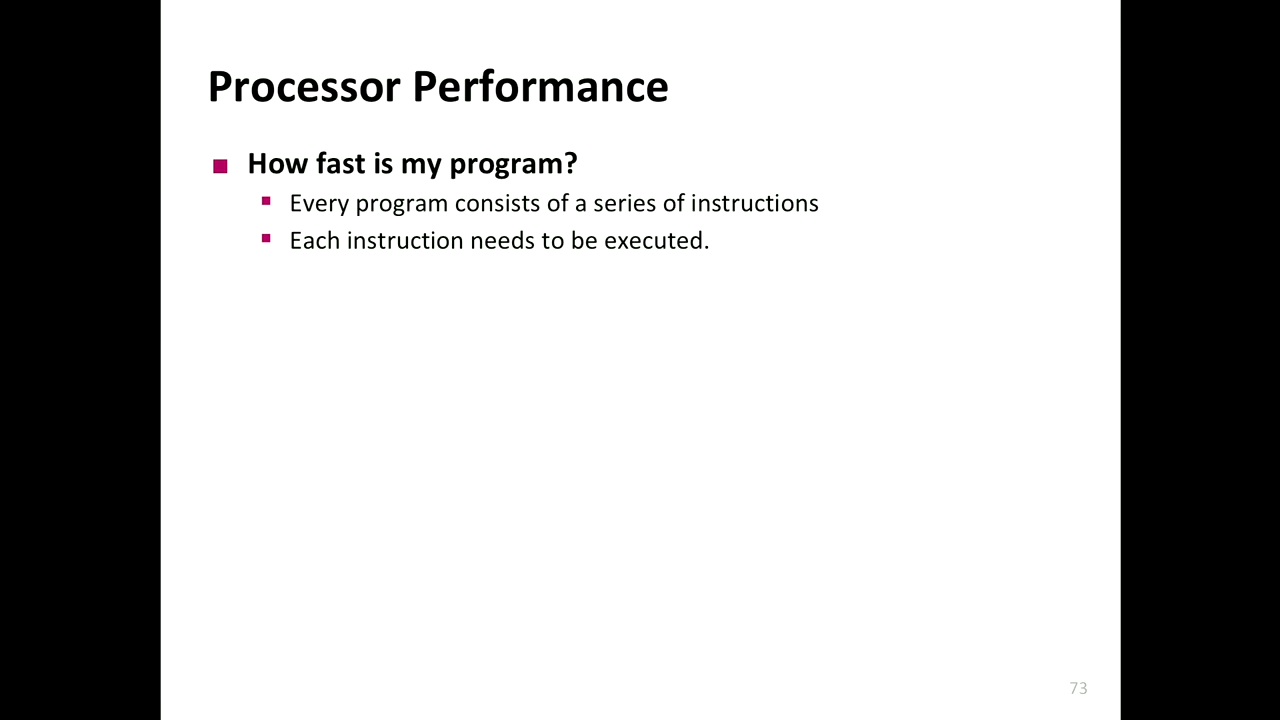 Processor Performance
How fast is my program?
Every program consists of a series of instructions
Each instruction needs to be executed.
73